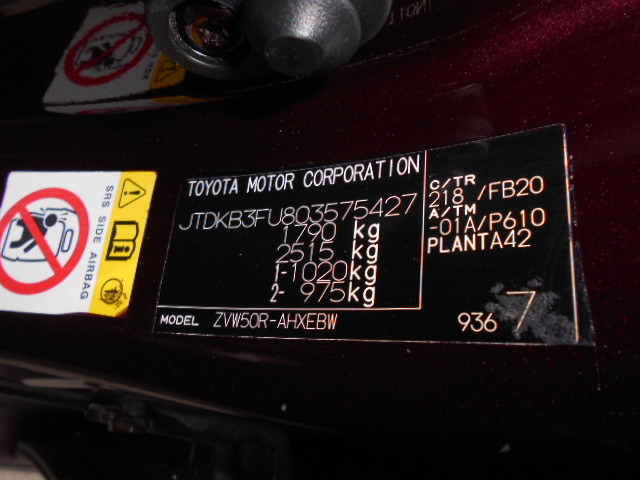 SRS SIDE AIRBAG
TOYOTA MOTOR CORPORATION
JTDKB3FU803575427
1790 kg
2515 kg
1-1020kg
2- 975kg
MODEL ZVW50R-AHXEBW
C/TR
218 /FB20
A/TM
-01A/P610
PLANTA42
936 7